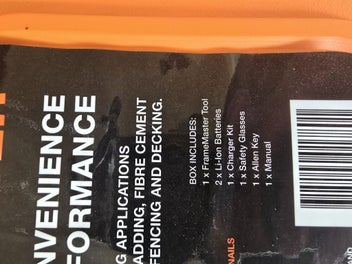 NVENIENCE
FORMANCE
G APPLICATIONS
ADDING, FIBRE CEMENT
FENCING AND DECKING.
BOX INCLUDES:
1 x FrameMaster Tool
2 x Li-Ion Batteries
1 x Charger Kit
1 x Safety Glasses
1 x Allen Key
1 x Manual
NAILS
AND